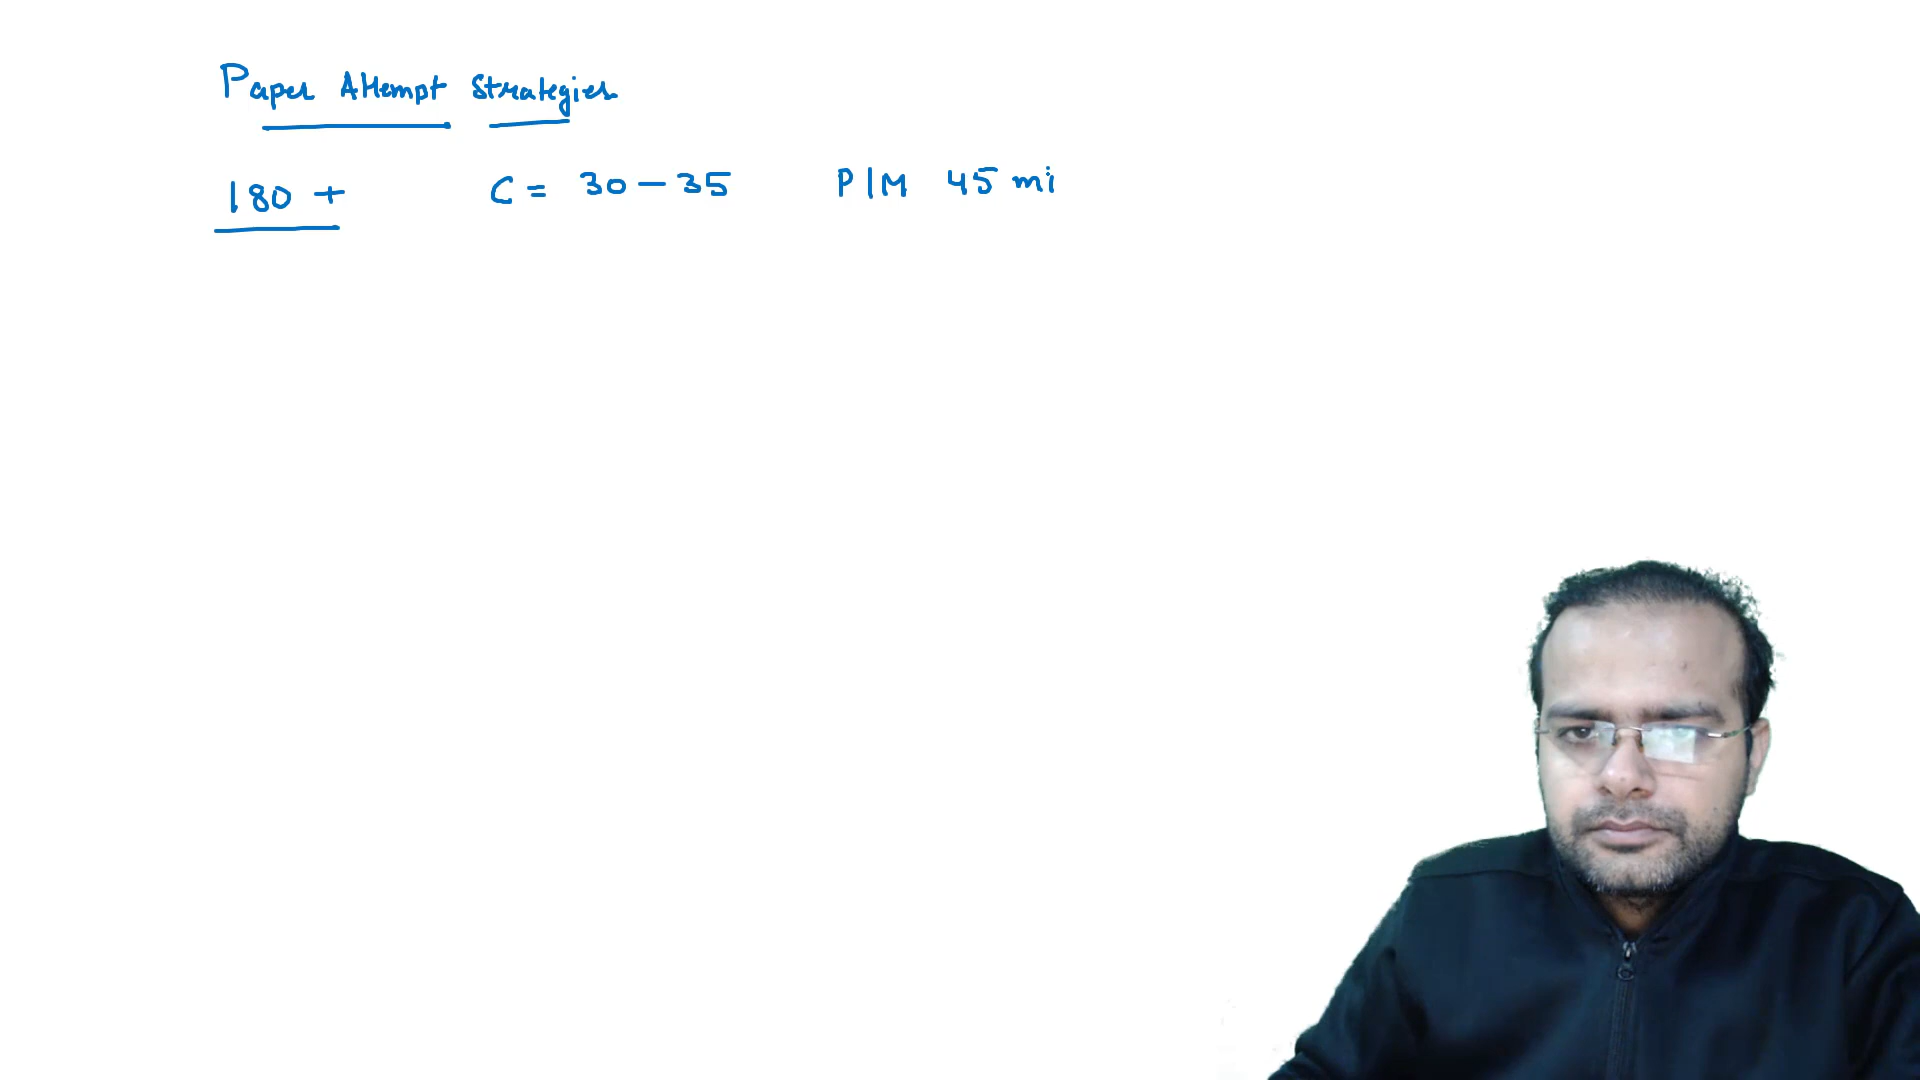 Paper Attempt Strategies
180 + C = 30 - 35 P/M 45 mi